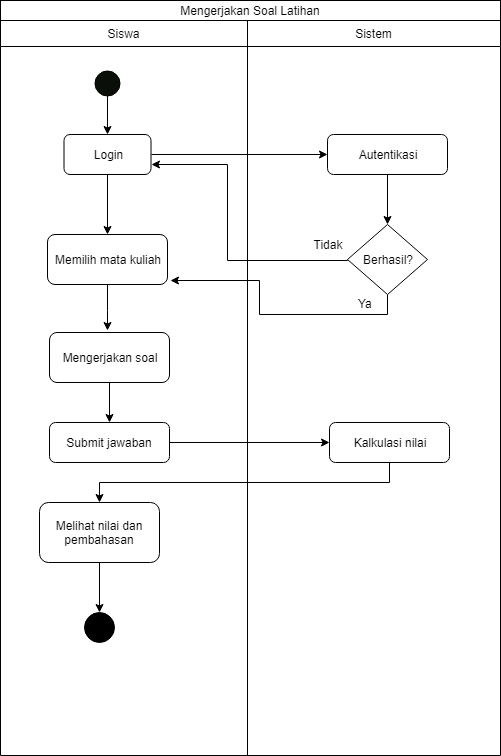 Mengerjakan Soal Latihan
Siswa
Sistem
Login
Autentikasi
Tidak
Berhasil?
Memilih mata kuliah
Ya
Mengerjakan soal
Submit jawaban
Kalkulasi nilai
Melihat nilai dan
pembahasan